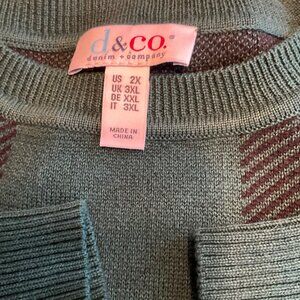 d&co.®
denim + company
US 2X
UK 3XL
DE XXL
IT 3XL
MADE IN
CHINA